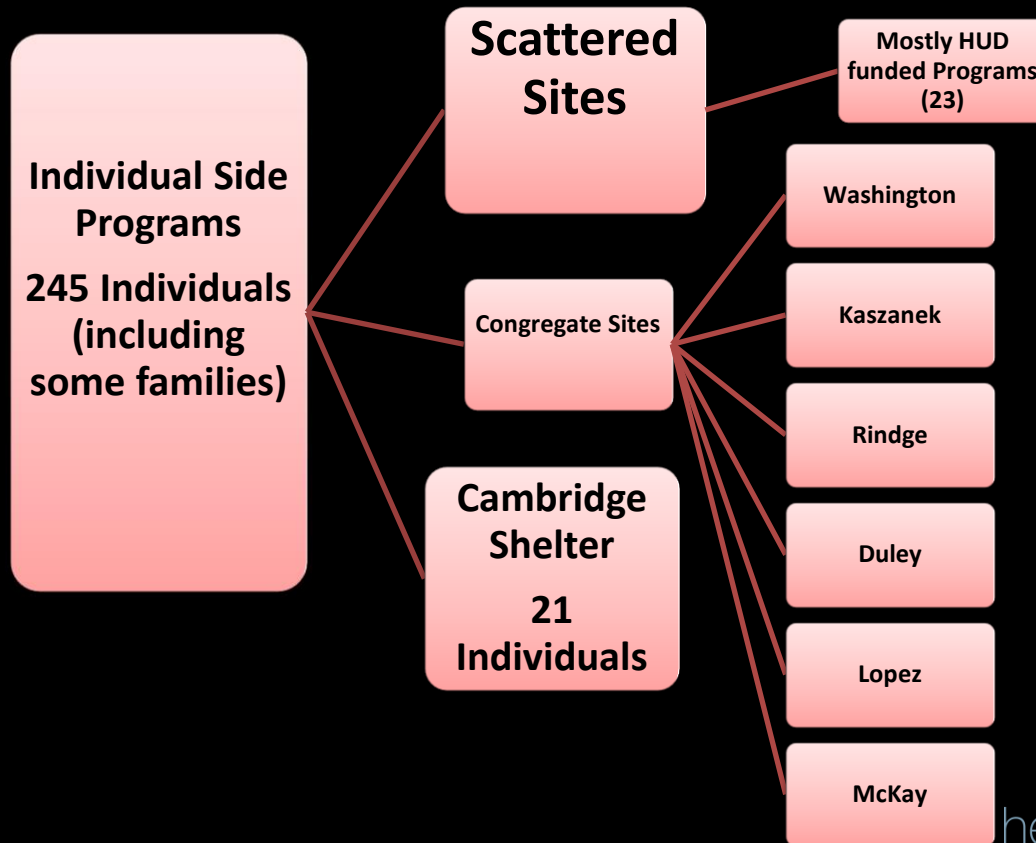 Individual Side
Programs
245 Individuals
(including
some families)
Scattered
Sites
Mostly HUD
funded Programs
(23)
Congregate Sites
Washington
Kaszanek
Rindge
Duley
Lopez
McKay
Cambridge
Shelter
21
Individuals